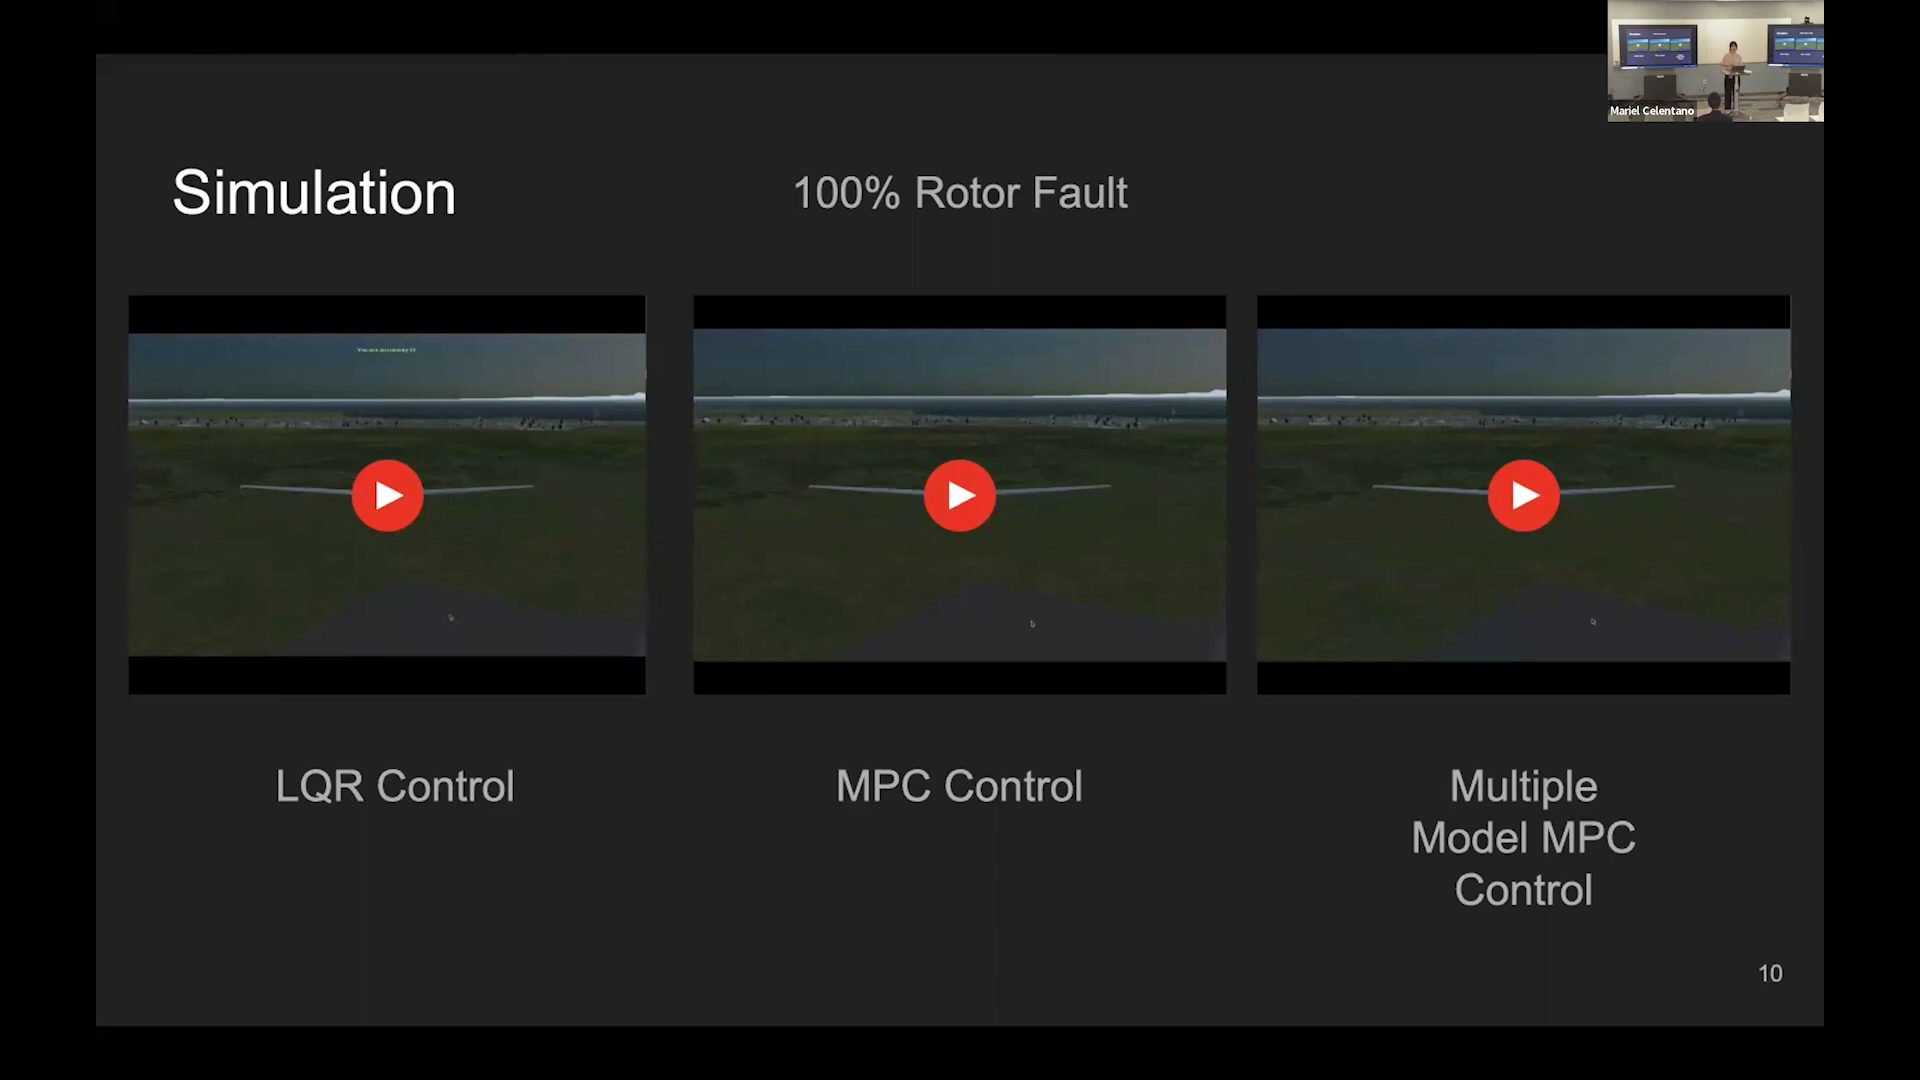 Mariel Celentano
Simulation
100% Rotor Fault
LQR Control
MPC Control
Multiple
Model MPC
Control
10